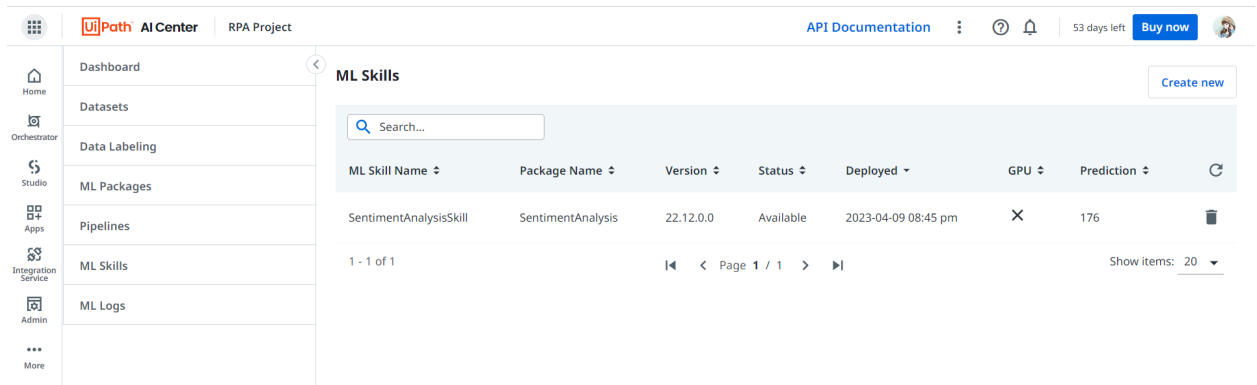 UiPath AI Center RPA Project API Documentation 53 days left Buy now
Home
Orchestrator
Studio
Apps
Integration
Service
Admin
More
Dashboard
Datasets
Data Labeling
ML Packages
Pipelines
ML Skills
ML Logs
ML Skills
Create new
Search...
ML Skill Name Package Name Version Status Deployed GPU Prediction
SentimentAnalysisSkill SentimentAnalysis 22.12.0.0 Available 2023-04-09 08:45 pm 176
1 - 1 of 1 Page 1 / 1 Show items: 20